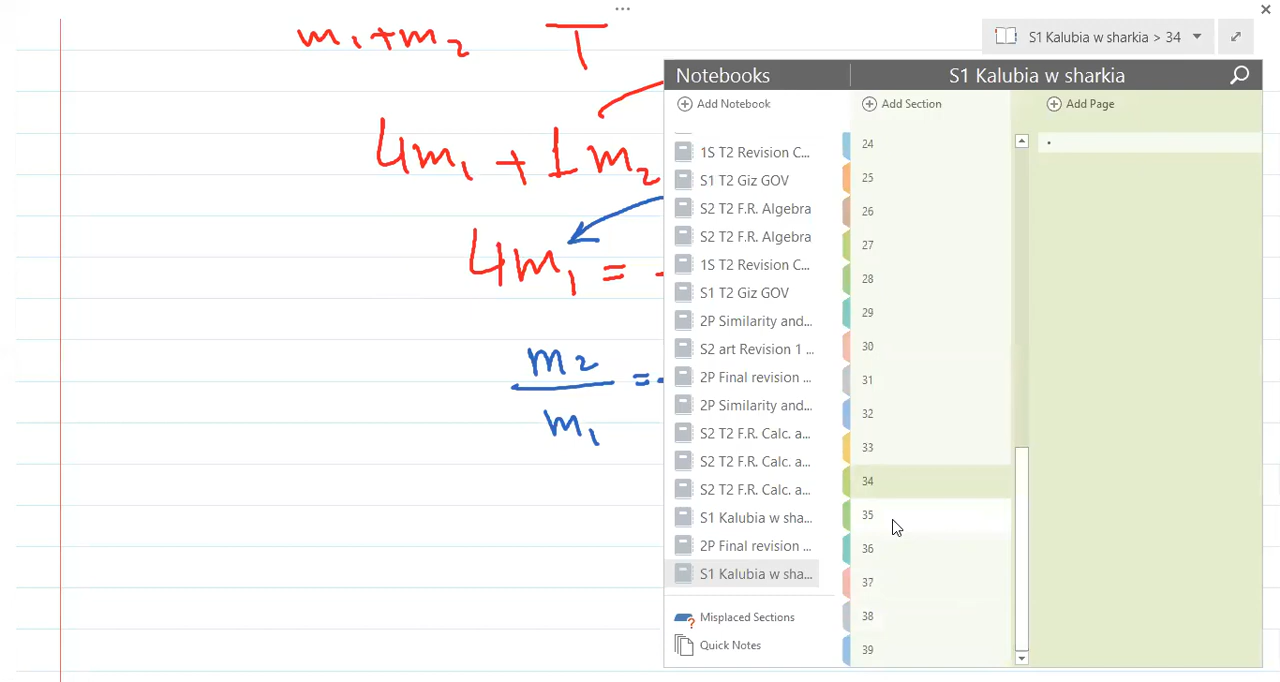 S1 Kalubia w sharkia > 34
m1 + m2
1
4m1 + 1m2
4m1 =
m2
=
m1
Notebooks
S1 Kalubia w sharkia
Add Notebook
Add Section
Add Page
1S T2 Revision C...
S1 T2 Giz GOV
S2 T2 F.R. Algebra
S2 T2 F.R. Algebra
1S T2 Revision C...
S1 T2 Giz GOV
2P Similarity and...
S2 art Revision 1 ...
2P Final revision ...
2P Similarity and...
S2 T2 F.R. Calc. a...
S2 T2 F.R. Calc. a...
S2 T2 F.R. Calc. a...
S1 Kalubia w sha...
2P Final revision ...
S1 Kalubia w sha...
Misplaced Sections
Quick Notes
24
25
26
27
28
29
30
31
32
33
34
35
36
37
38
39